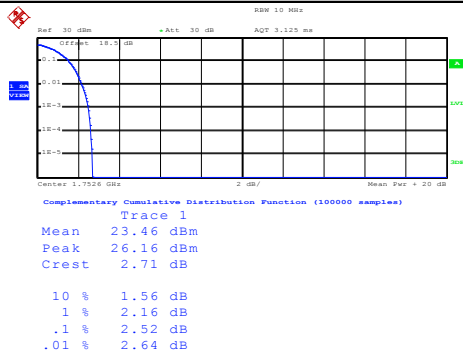 RBW 10 MHz
Ref 30 dBm Att 30 dB AQT 3.125 ms
Offset 18.5 dB
0.1
A
0.01
1 SA
VIEW
1E-3
LVL
1E-4
1E-5
3DB
Center 1.7526 GHz 2 dB/ Mean Pwr + 20 dB
Complementary Cumulative Distribution Function (100000 samples)
Trace 1
Mean 23.46 dBm
Peak 26.16 dBm
Crest 2.71 dB
10 % 1.56 dB
1 % 2.16 dB
.1 % 2.52 dB
.01 % 2.64 dB